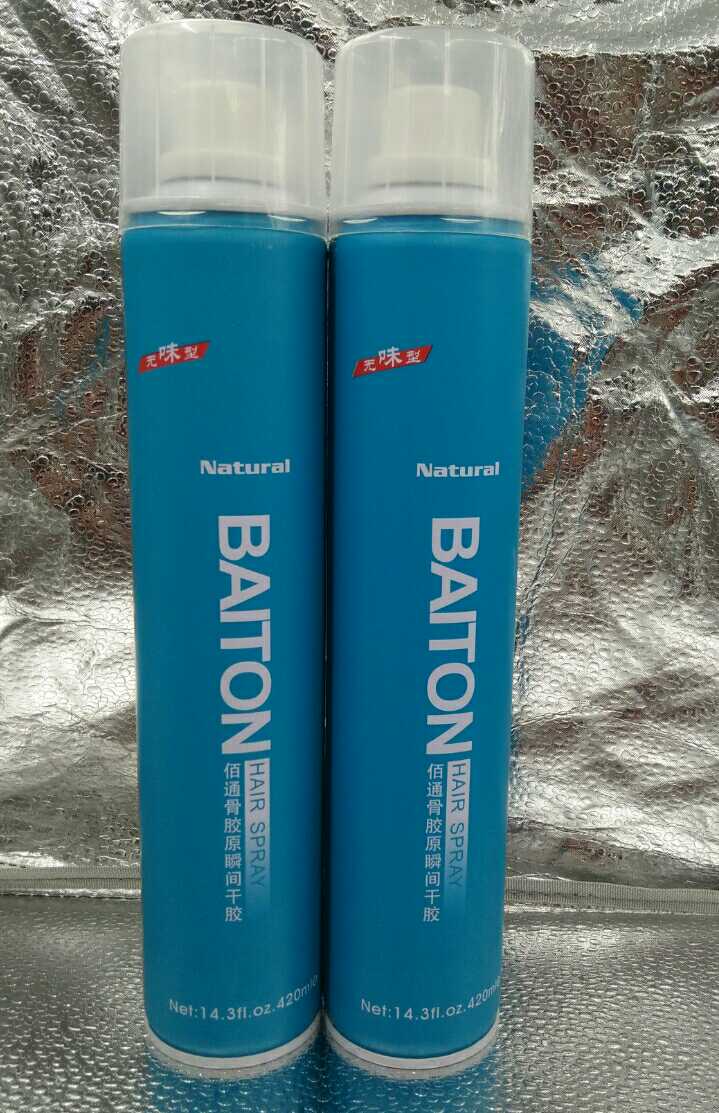 无味型
Natural
BAITON
HAIR SPRAY
佰通骨胶原瞬间干胶
Net:14.3fl.oz.420ml
无味型
Natural
BAITON
HAIR SPRAY
佰通骨胶原瞬间干胶
Net:14.3fl.oz.420m